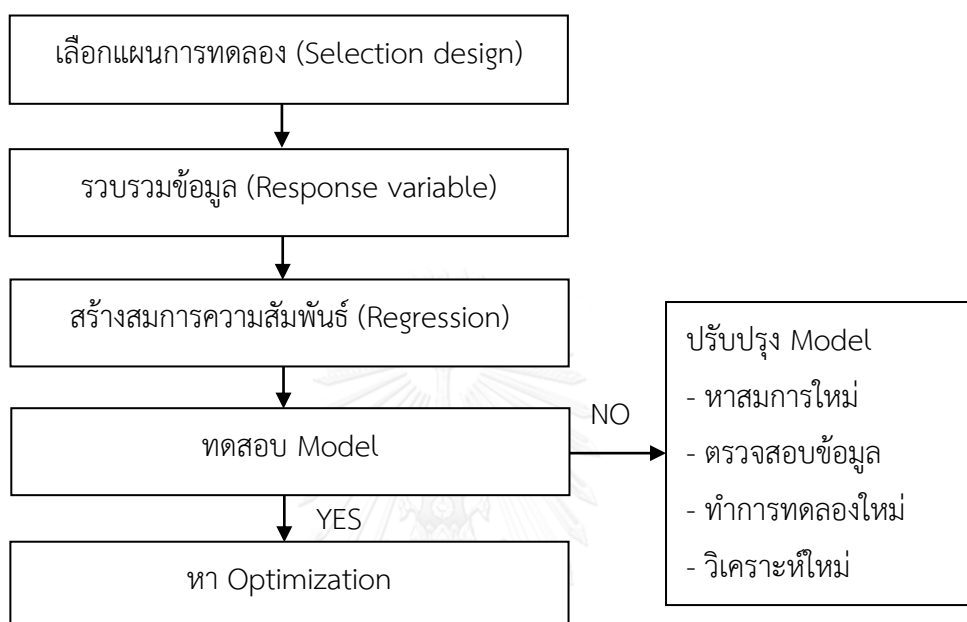 เลือกแผนการทดลอง (Selection design)
รวบรวมข้อมูล (Response variable)
สร้างสมการความสัมพันธ์ (Regression)
ทดสอบ Model
NO
YES
หา Optimization
ปรับปรุง Model
- หาสมการใหม่
- ตรวจสอบข้อมูล
- ทำการทดลองใหม่
- วิเคราะห์ใหม่